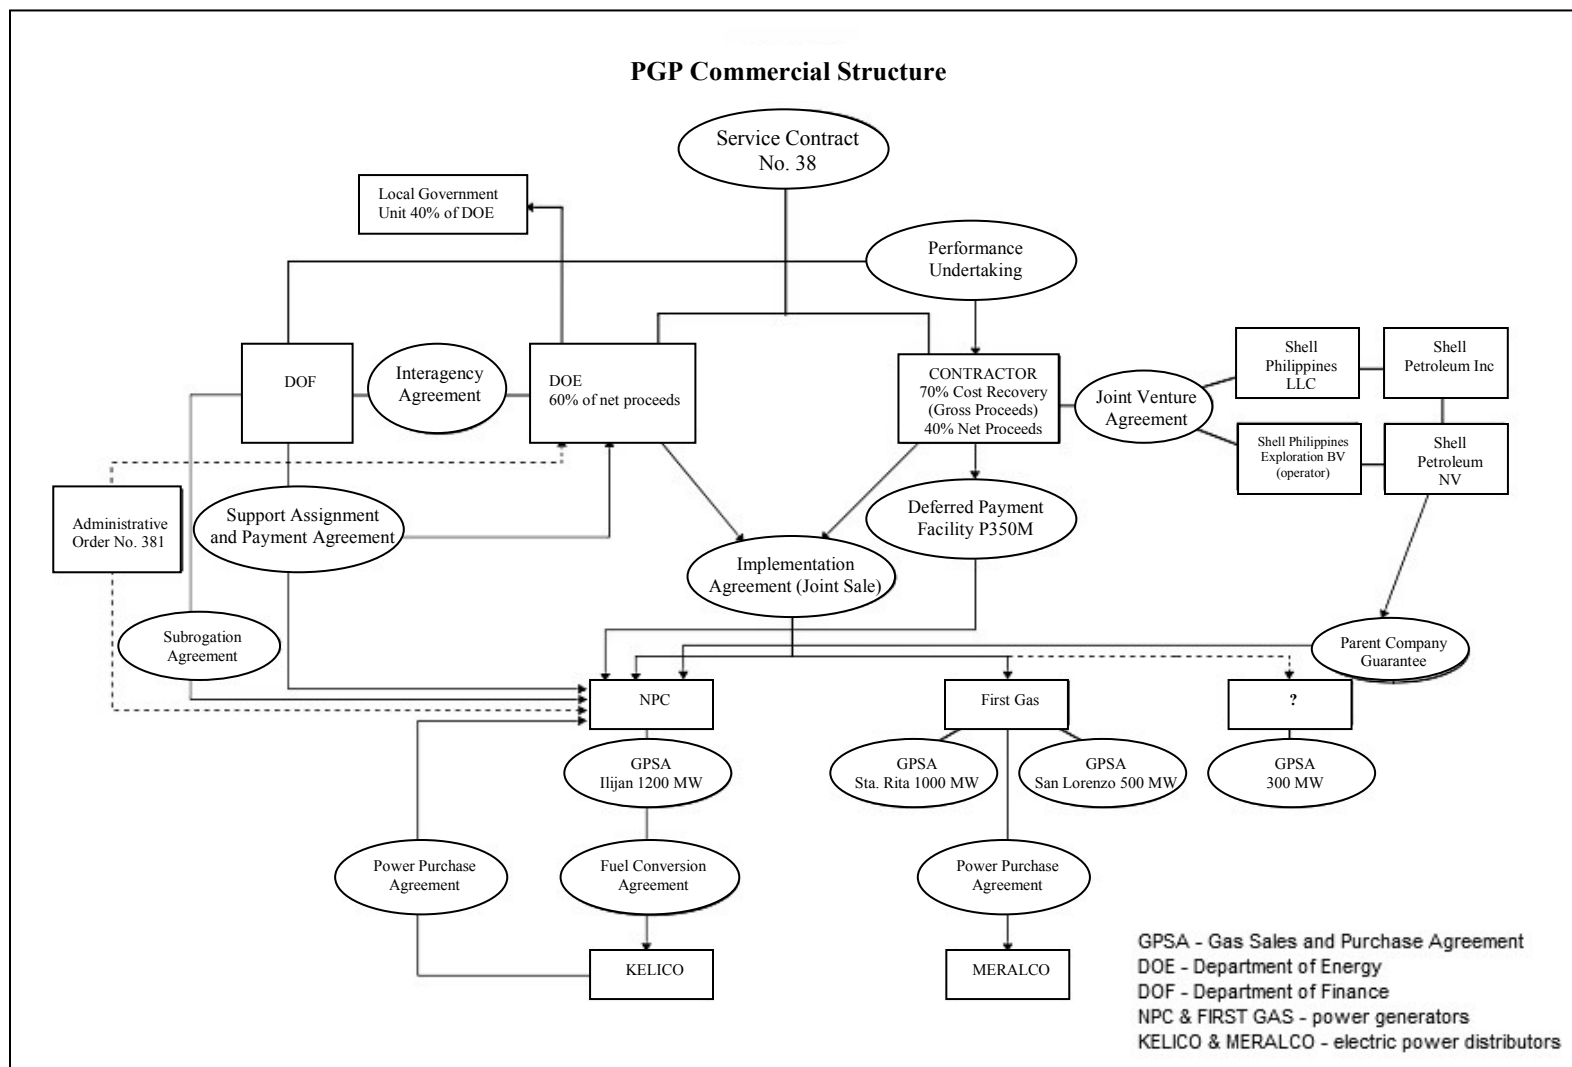 PGP Commercial Structure
Service Contract
No. 38
Local Government
Unit 40% of DOE
Performance
Undertaking
DOF
Interagency
Agreement
DOE
60% of net proceeds
CONTRACTOR
70% Cost Recovery
(Gross Proceeds)
40% Net Proceeds
Joint Venture
Agreement
Shell
Philippines
LLC
Shell
Petroleum Inc
Shell Philippines
Exploration BV
(operator)
Shell
Petroleum
NV
Administrative
Order No. 381
Support Assignment
and Payment Agreement
Deferred Payment
Facility P350M
Implementation
Agreement (Joint Sale)
Subrogation
Agreement
Parent Company
Guarantee
NPC
First Gas
?
GPSA
Ilijan 1200 MW
GPSA
Sta. Rita 1000 MW
GPSA
San Lorenzo 500 MW
GPSA
300 MW
Power Purchase
Agreement
Fuel Conversion
Agreement
Power Purchase
Agreement
KELICO
MERALCO
GPSA - Gas Sales and Purchase Agreement
DOE - Department of Energy
DOF - Department of Finance
NPC & FIRST GAS - power generators
KELICO & MERALCO - electric power distributors